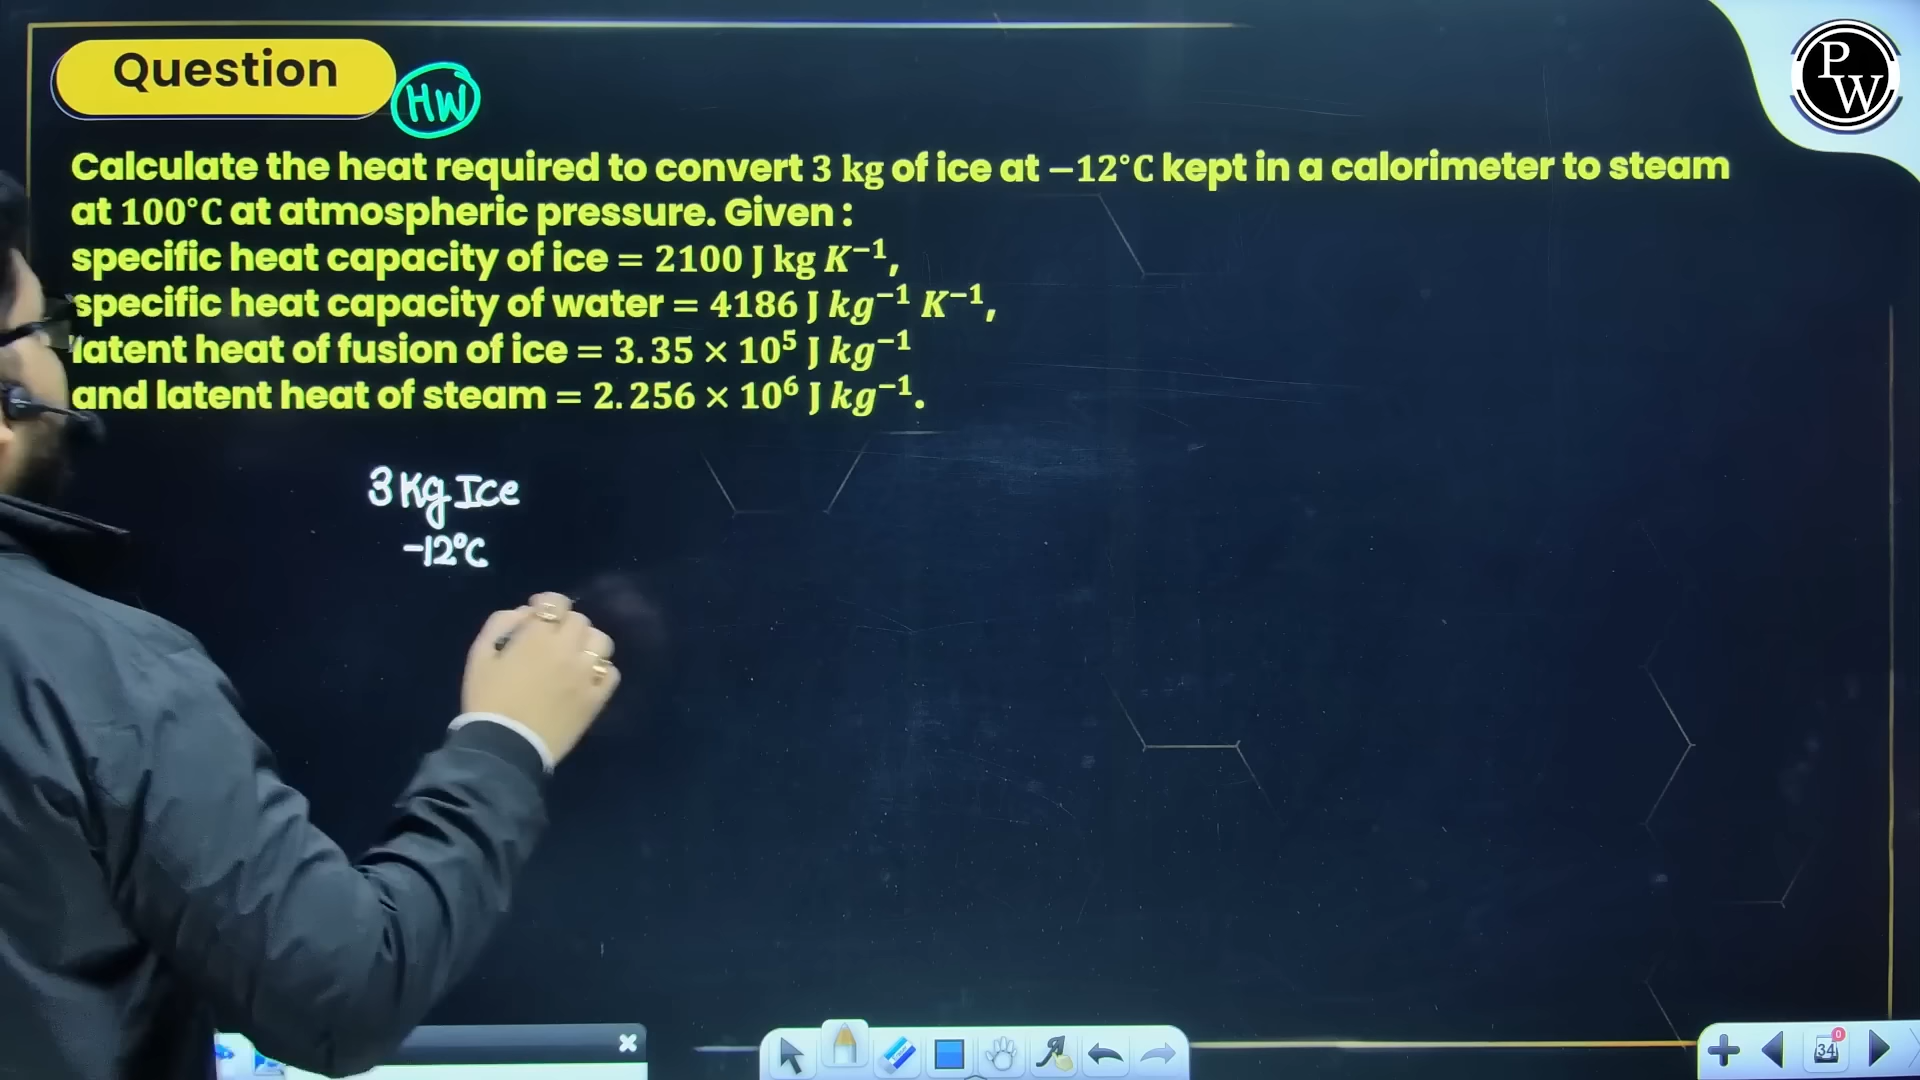 Question
HW
P
W
Calculate the heat required to convert 3 kg of ice at −12°C kept in a calorimeter to steam
at 100°C at atmospheric pressure. Given :
specific heat capacity of ice = 2100 J kg K⁻¹,
specific heat capacity of water = 4186 J kg⁻¹ K⁻¹,
latent heat of fusion of ice = 3.35 × 10⁵ J kg⁻¹
and latent heat of steam = 2.256 × 10⁶ J kg⁻¹.
3 Kg Ice
-12°C
34
0